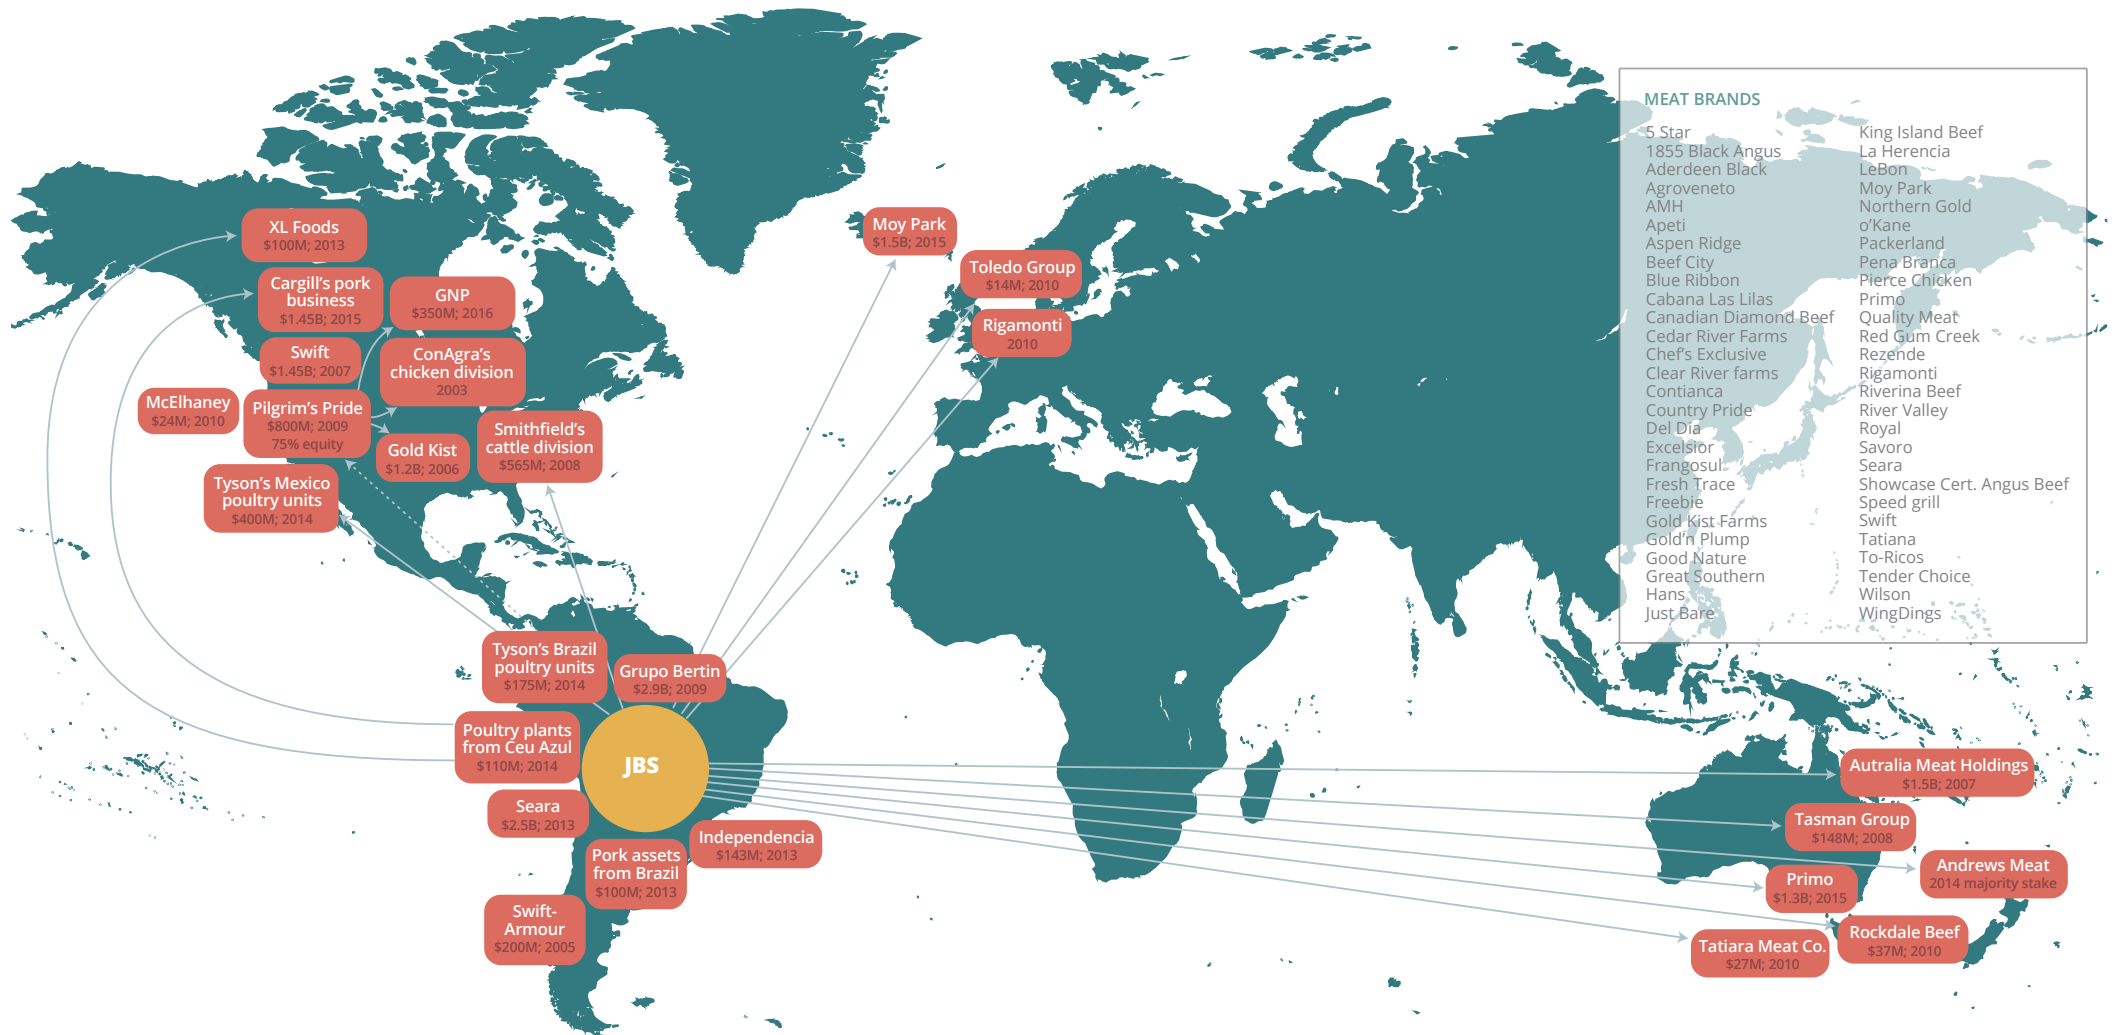 XL Foods
$100M; 2013
Cargill's pork
business
$1.45B; 2015
GNP
$350M; 2016
Swift
$1.45B; 2007
ConAgra's
chicken division
2003
McElhaney
$24M; 2010
Pilgrim's Pride
$800M; 2009
75% equity
Gold Kist
$1.2B; 2006
Smithfield's
cattle division
$565M; 2008
Tyson's Mexico
poultry units
$400M; 2014
Moy Park
$1.5B; 2015
Toledo Group
$14M; 2010
Rigamonti
2010
Tyson's Brazil
poultry units
$175M; 2014
Grupo Bertin
$2.9B; 2009
Poultry plants
from Ceu Azul
$110M; 2014
JBS
Seara
$2.5B; 2013
Independencia
$143M; 2013
Pork assets
from Brazil
$100M; 2013
Swift-
Armour
$200M; 2005
Autralia Meat Holdings
$1.5B; 2007
Tasman Group
$148M; 2008
Andrews Meat
2014 majority stake
Primo
$1.3B; 2015
Rockdale Beef
$37M; 2010
Tatiara Meat Co.
$27M; 2010
MEAT BRANDS
5 Star
1855 Black Angus
Aderdeen Black
Agroveneto
AMH
Apeti
Aspen Ridge
Beef City
Blue Ribbon
Cabana Las Lilas
Canadian Diamond Beef
Cedar River Farms
Chef's Exclusive
Clear River farms
Contianca
Country Pride
Del Dia
Excelsior
Frangosul
Fresh Trace
Freebie
Gold Kist Farms
Gold'n Plump
Good Nature
Great Southern
Hans
Just Bare
King Island Beef
La Herencia
LeBon
Moy Park
Northern Gold
o'Kane
Packerland
Pena Branca
Pierce Chicken
Primo
Quality Meat
Red Gum Creek
Rezende
Rigamonti
Riverina Beef
River Valley
Royal
Savoro
Seara
Showcase Cert. Angus Beef
Speed grill
Swift
Tatiana
To-Ricos
Tender Choice
Wilson
WingDings